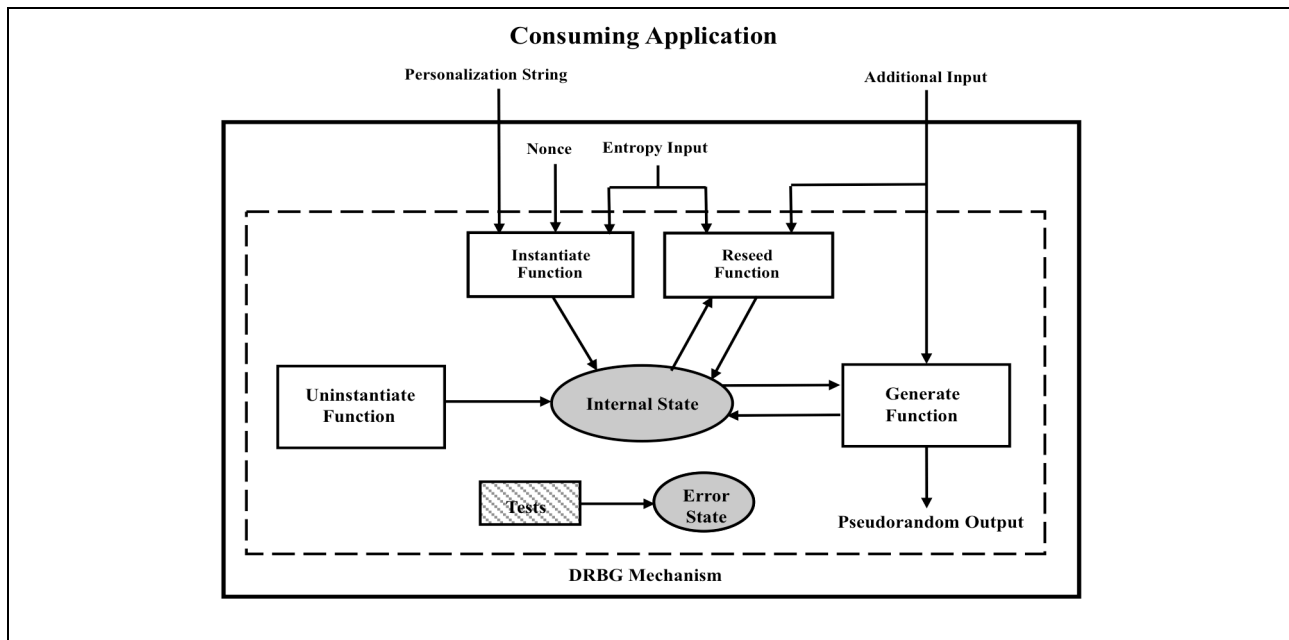 Consuming Application
Personalization String
Additional Input
Nonce
Entropy Input
Instantiate
Function
Reseed
Function
Uninstantiate
Function
Internal State
Generate
Function
Tests
Error
State
Pseudorandom Output
DRBG Mechanism